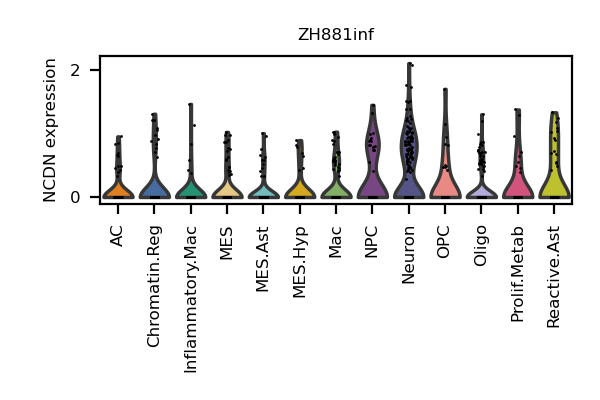 ZH881inf
NCDN expression
2
0
AC
Chromatin.Reg
Inflammatory.Mac
MES
MES.Ast
MES.Hyp
Mac
NPC
Neuron
OPC
Oligo
Prolif.Metab
Reactive.Ast